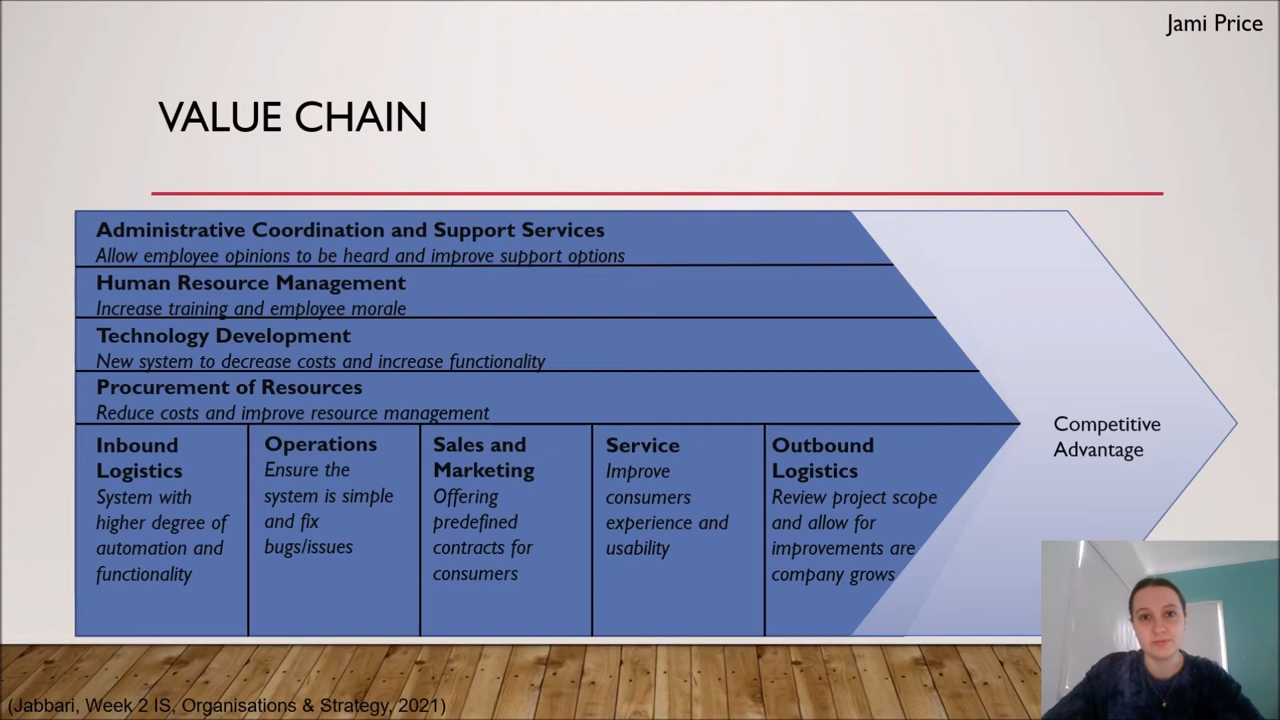 Jami Price
VALUE CHAIN
Administrative Coordination and Support Services
Allow employee opinions to be heard and improve support options
Human Resource Management
Increase training and employee morale
Technology Development
New system to decrease costs and increase functionality
Procurement of Resources
Reduce costs and improve resource management
Inbound
Logistics
System with
higher degree of
automation and
functionality
Operations
Ensure the
system is simple
and fix
bugs/issues
Sales and
Marketing
Offering
predefined
contracts for
consumers
Service
Improve
consumers
experience and
usability
Outbound
Logistics
Review project scope
and allow for
improvements are
company grows
Competitive
Advantage
(Jabbari, Week 2 IS, Organisations & Strategy, 2021)